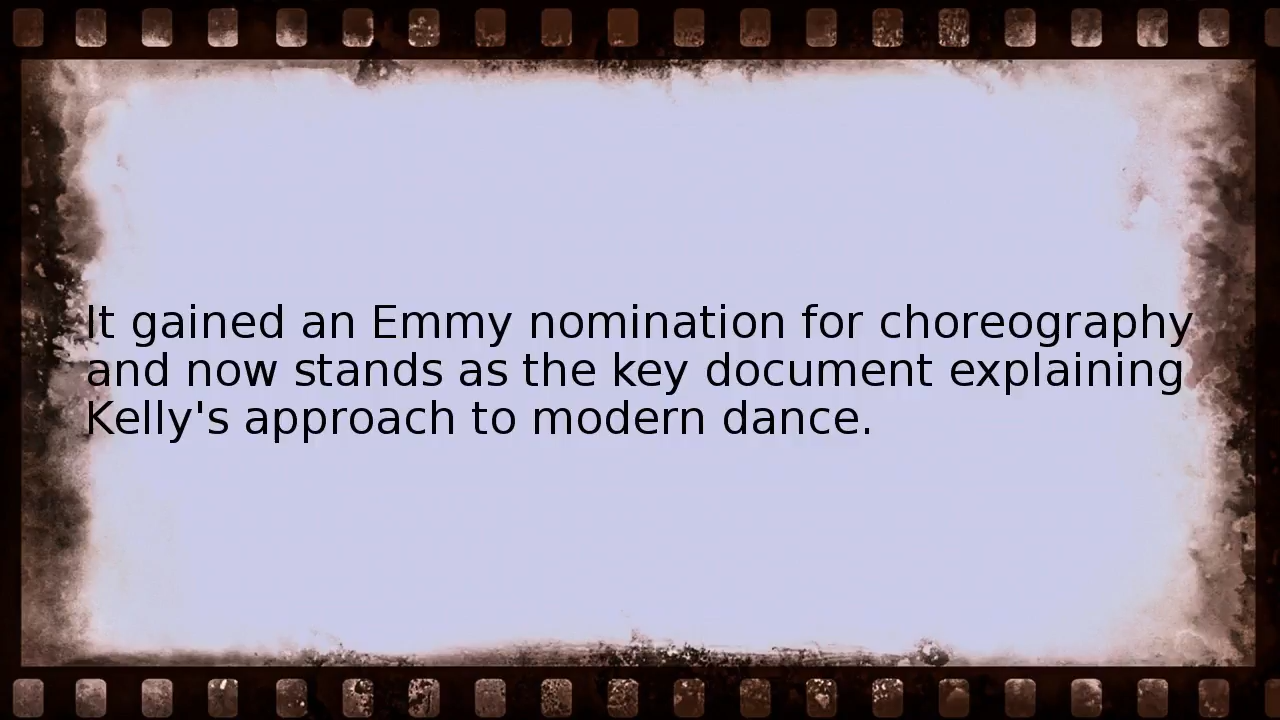 It gained an Emmy nomination for choreography
and now stands as the key document explaining
Kelly's approach to modern dance.